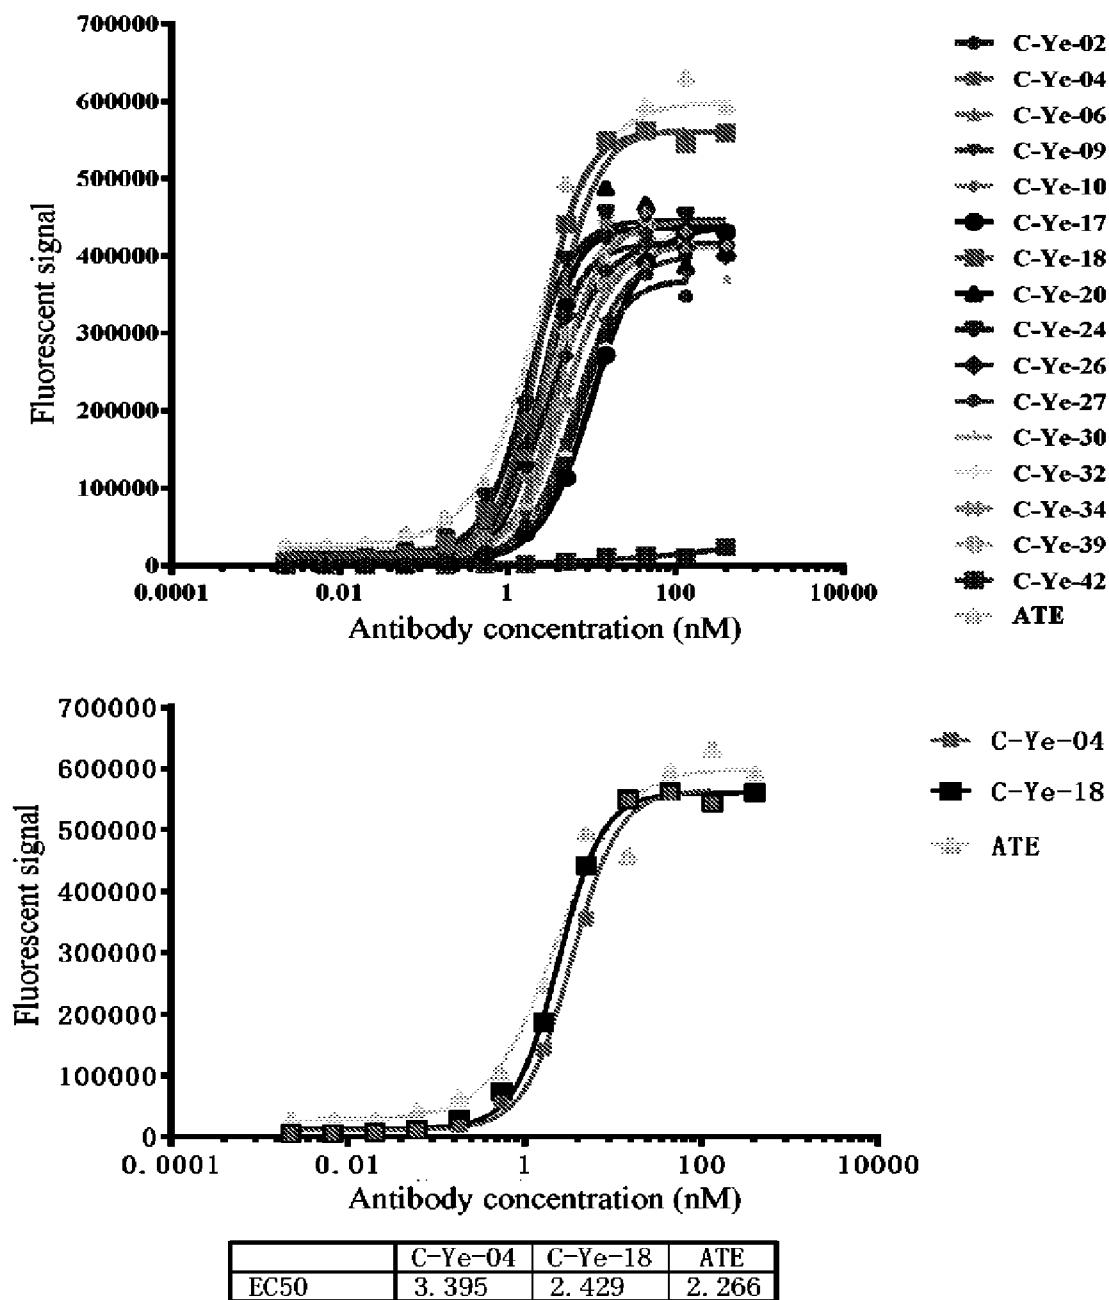 700000
600000
500000
400000
300000
200000
100000
0
Fluorescent signal
0.0001
0.01
1
100
10000
Antibody concentration (nM)
C-Ye-02
C-Ye-04
C-Ye-06
C-Ye-09
C-Ye-10
C-Ye-17
C-Ye-18
C-Ye-20
C-Ye-24
C-Ye-26
C-Ye-27
C-Ye-30
C-Ye-32
C-Ye-34
C-Ye-39
C-Ye-42
ATE
700000
600000
500000
400000
300000
200000
100000
0
Fluorescent signal
0.0001
0.01
1
100
10000
Antibody concentration (nM)
C-Ye-04
C-Ye-18
ATE
C-Ye-04 C-Ye-18 ATE
EC50 3.395 2.429 2.266